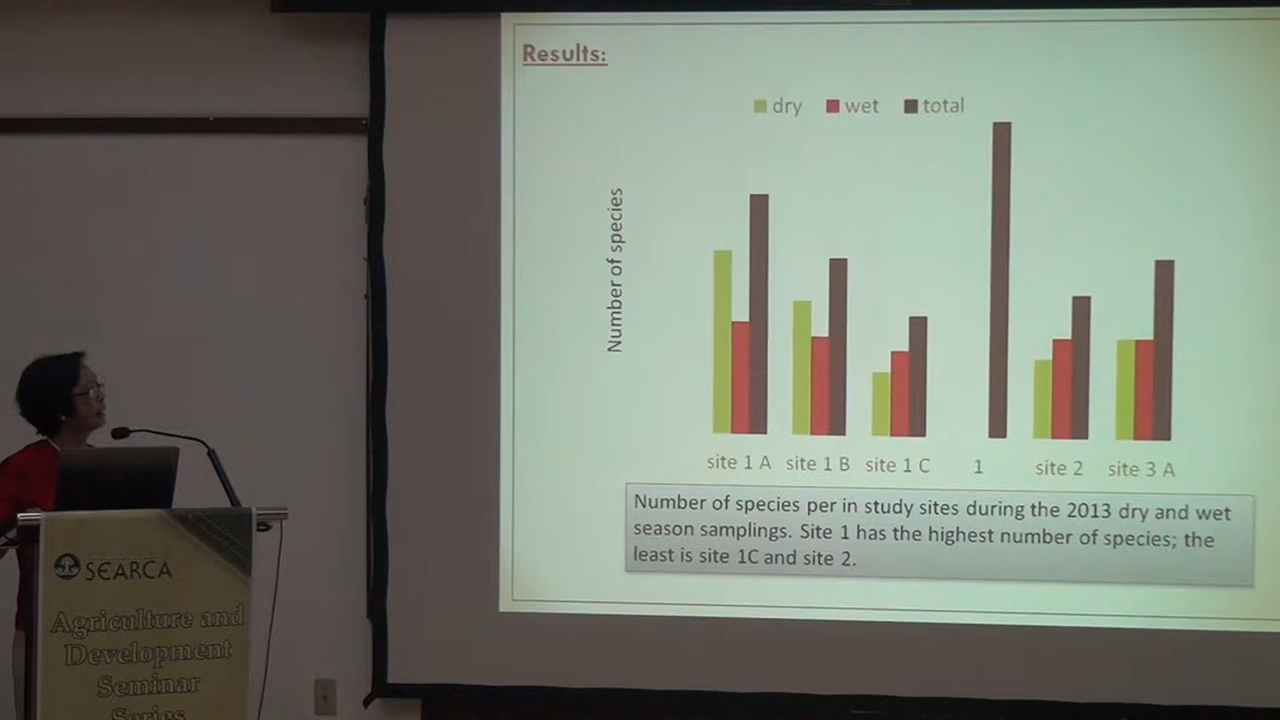 Results:
dry wet total
Number of species
site 1 A site 1 B site 1 C 1 site 2 site 3 A
Number of species per in study sites during the 2013 dry and wet
season samplings. Site 1 has the highest number of species; the
least is site 1C and site 2.
SEARCA
Agriculture and
Development
Seminar
Series